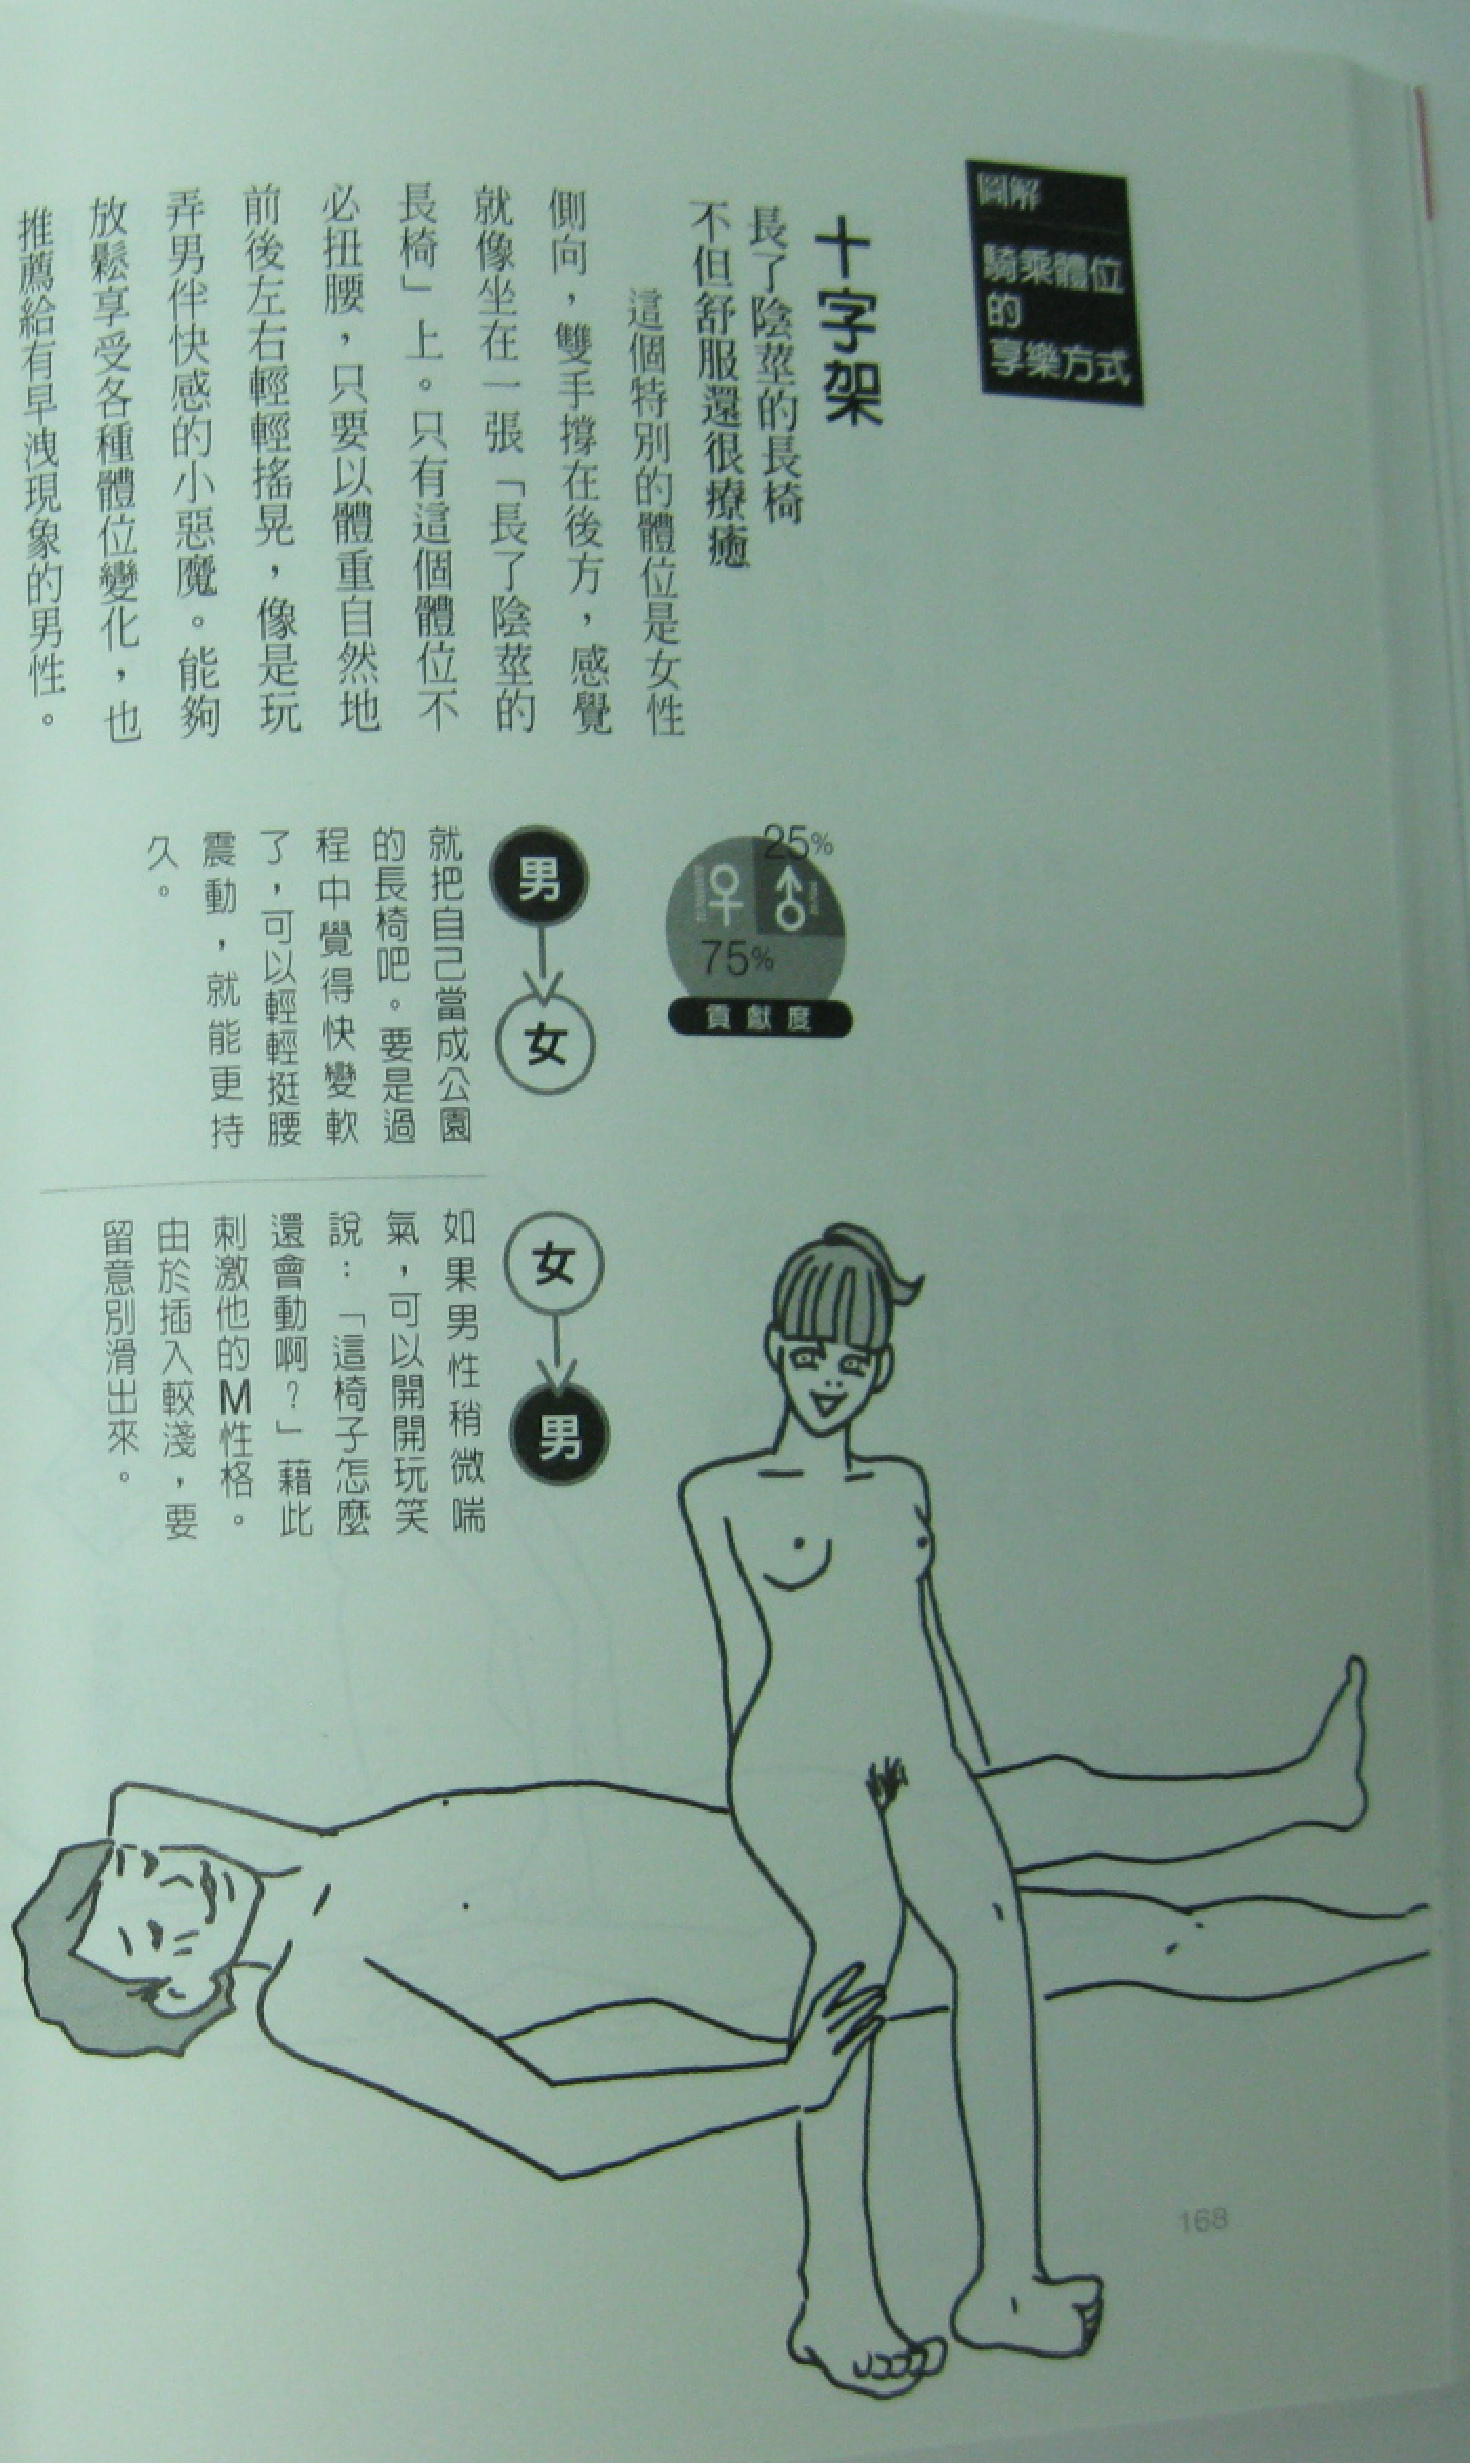 圖解
騎乘體位
的
享樂方式
十字架
長了陰莖的長椅
不但舒服還很療癒
這個特別的體位是女性
側向，雙手撐在後方，感覺
就像坐在一張「長了陰莖的
長椅」上。只有這個體位不
必扭腰，只要以體重自然地
前後左右輕輕搖晃，像是玩
弄男伴快感的小惡魔。能夠
放鬆享受各種體位變化，也
推薦給有早洩現象的男性。
25%
75%
貢獻度
男
女
就把自己當成公園
的長椅吧。要是過
程中覺得快變軟
了，可以輕輕挺腰
震動，就能更持
久。
女
男
如果男性稍微喘
氣，可以開開玩笑
說：「這椅子怎麼
還會動啊？」藉此
刺激他的M性格。
由於插入較淺，要
留意別滑出來。
168